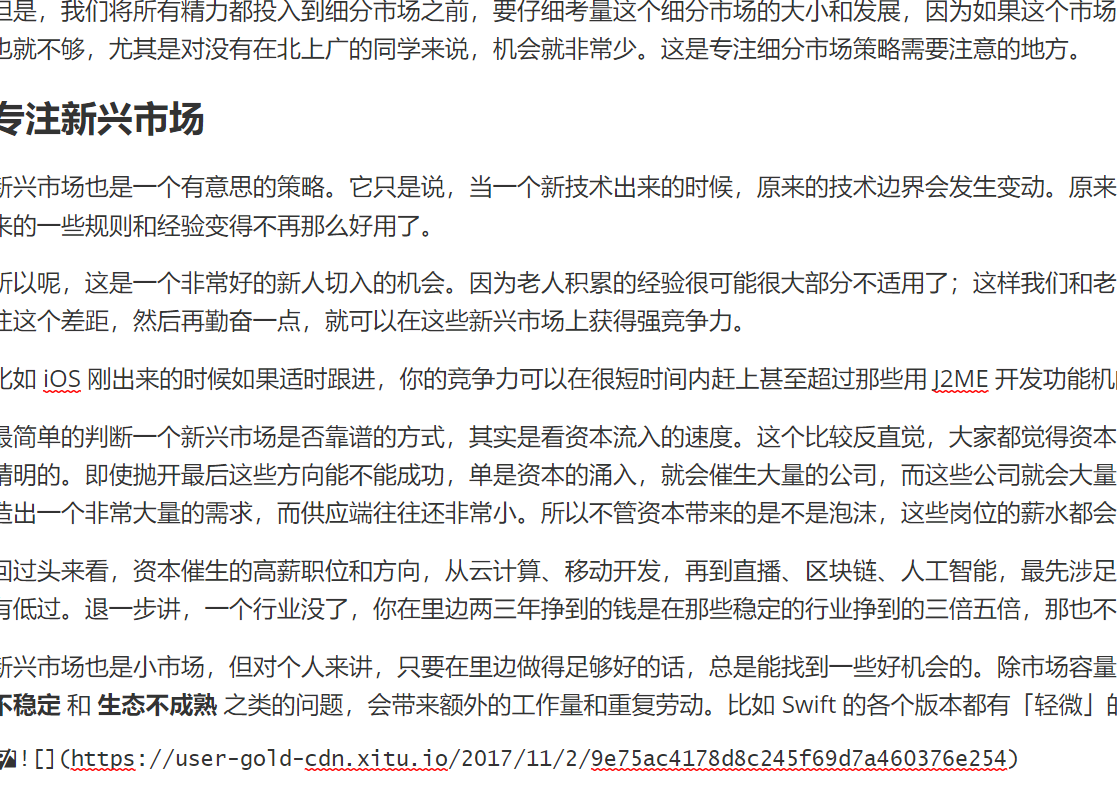 但是，我们将所有精力都投入到细分市场之前，要仔细考量这个细分市场的大小和发展，因为如果这个市场
也就不够，尤其是对没有在北上广的同学来说，机会就非常少。这是专注细分市场策略需要注意的地方。
专注新兴市场
新兴市场也是一个有意思的策略。它只是说，当一个新技术出来的时候，原来的技术边界会发生变动。原来
来的一些规则和经验变得不再那么好用了。
所以呢，这是一个非常好的新人切入的机会。因为老人积累的经验很可能很大部分不适用了；这样我们和老
住这个差距，然后再勤奋一点，就可以在这些新兴市场上获得强竞争力。
比如 iOS 刚出来的时候如果适时跟进，你的竞争力可以在很短时间内赶上甚至超过那些用 J2ME 开发功能机
最简单的判断一个新兴市场是否靠谱的方式，其实是看资本流入的速度。这个比较反直觉，大家都觉得资本
精明的。即使抛开最后这些方向能不能成功，单是资本的涌入，就会催生大量的公司，而这些公司就会大量
造出一个非常大量的需求，而供应端往往还非常小。所以不管资本带来的是不是泡沫，这些岗位的薪水都会
回过头来看，资本催生的高薪职位和方向，从云计算、移动开发，再到直播、区块链、人工智能，最先涉足
有低过。退一步讲，一个行业没了，你在里边两三年挣到的钱是在那些稳定的行业挣到的三倍五倍，那也不
新兴市场也是小市场，但对个人来讲，只要在里边做得足够好的话，总是能找到一些好机会的。除市场容量
不稳定 和 生态不成熟 之类的问题，会带来额外的工作量和重复劳动。比如 Swift 的各个版本都有「轻微」的
![](https://user-gold-cdn.xitu.io/2017/11/2/9e75ac4178d8c245f69d7a460376e254)